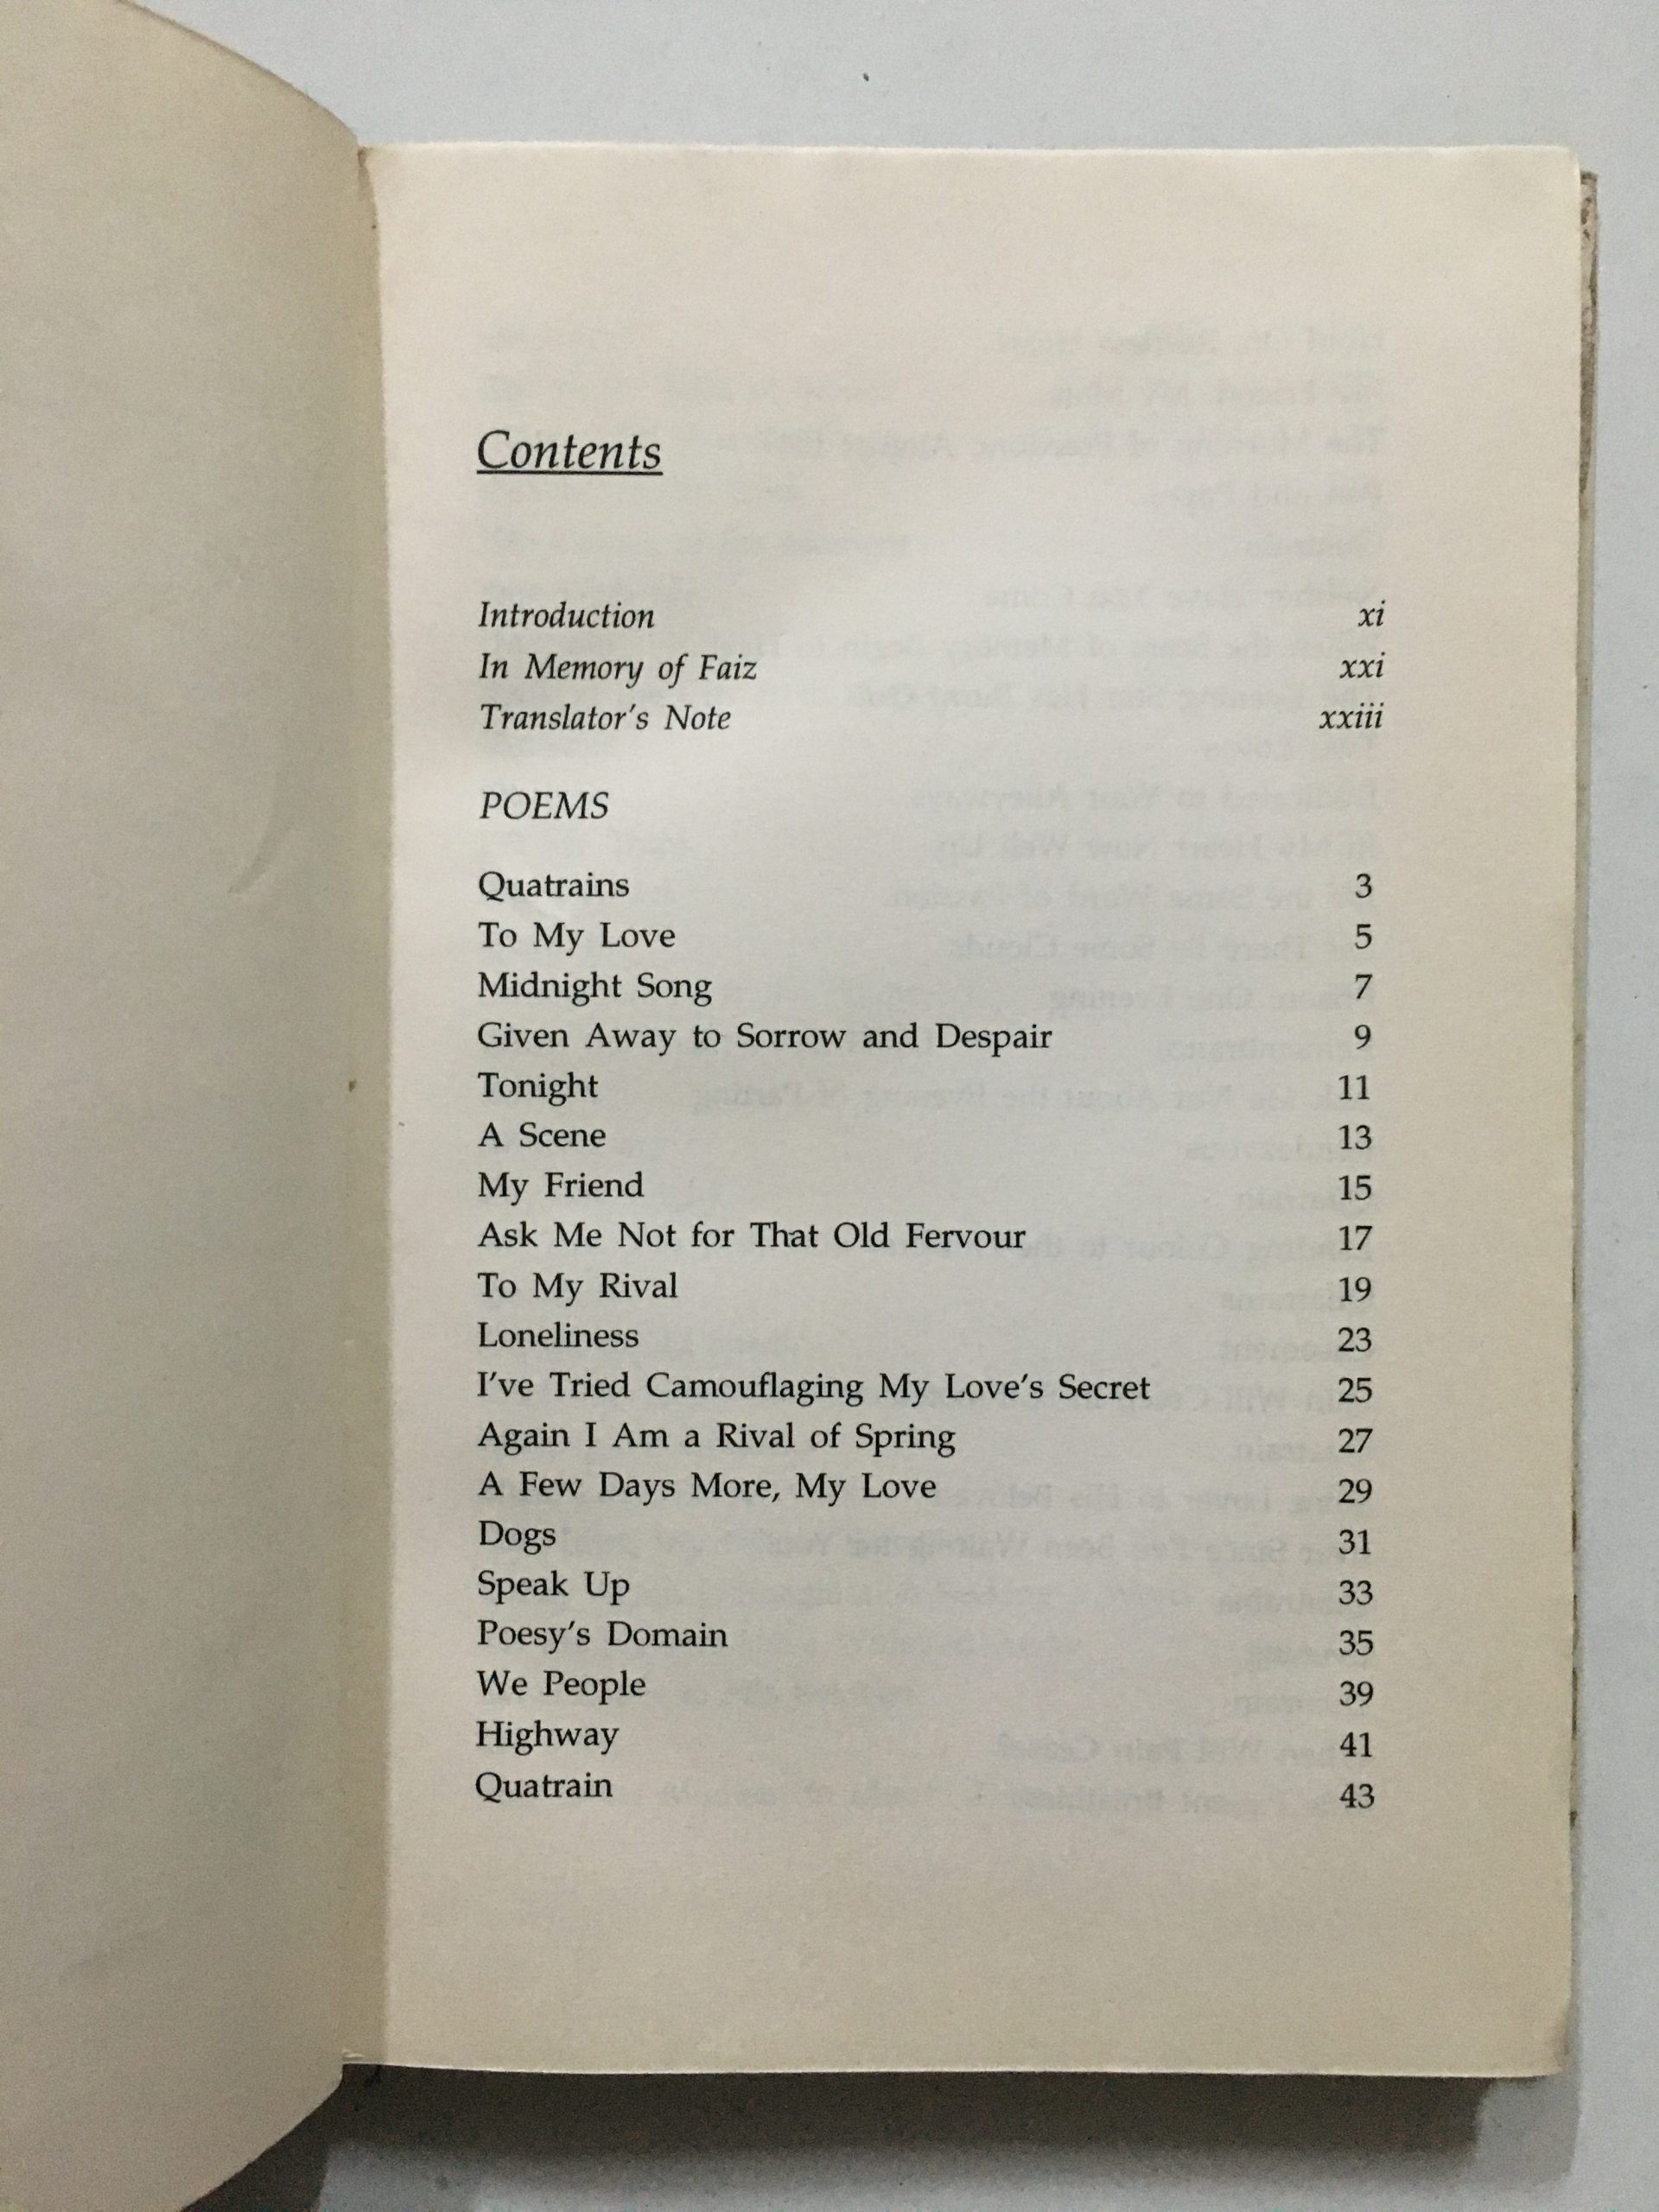 Contents
Introduction xi
In Memory of Faiz xxi
Translator's Note xxiii
POEMS
Quatrains 3
To My Love 5
Midnight Song 7
Given Away to Sorrow and Despair 9
Tonight 11
A Scene 13
My Friend 15
Ask Me Not for That Old Fervour 17
To My Rival 19
Loneliness 23
I've Tried Camouflaging My Love's Secret 25
Again I Am a Rival of Spring 27
A Few Days More, My Love 29
Dogs 31
Speak Up 33
Poesy's Domain 35
We People 39
Highway 41
Quatrain 43